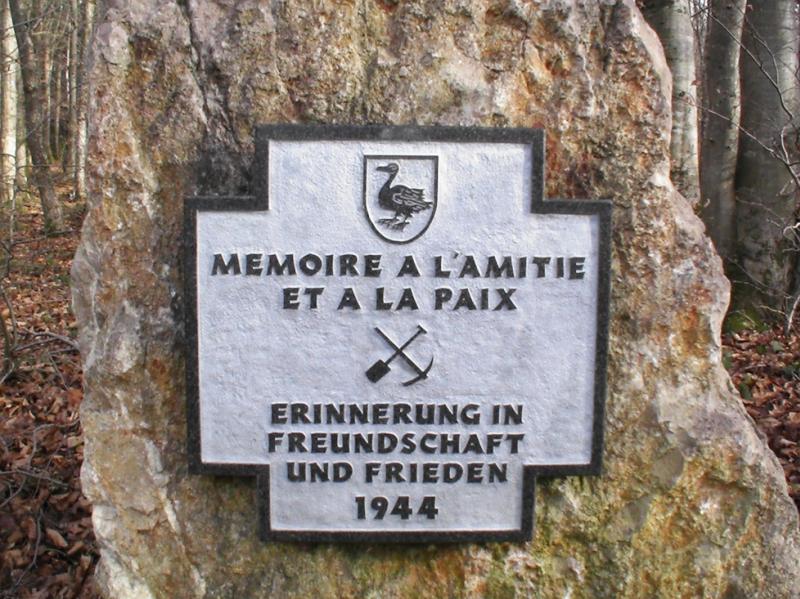 MEMOIRE A L'AMITIE
ET A LA PAIX
ERINNERUNG IN
FREUNDSCHAFT
UND FRIEDEN
1944